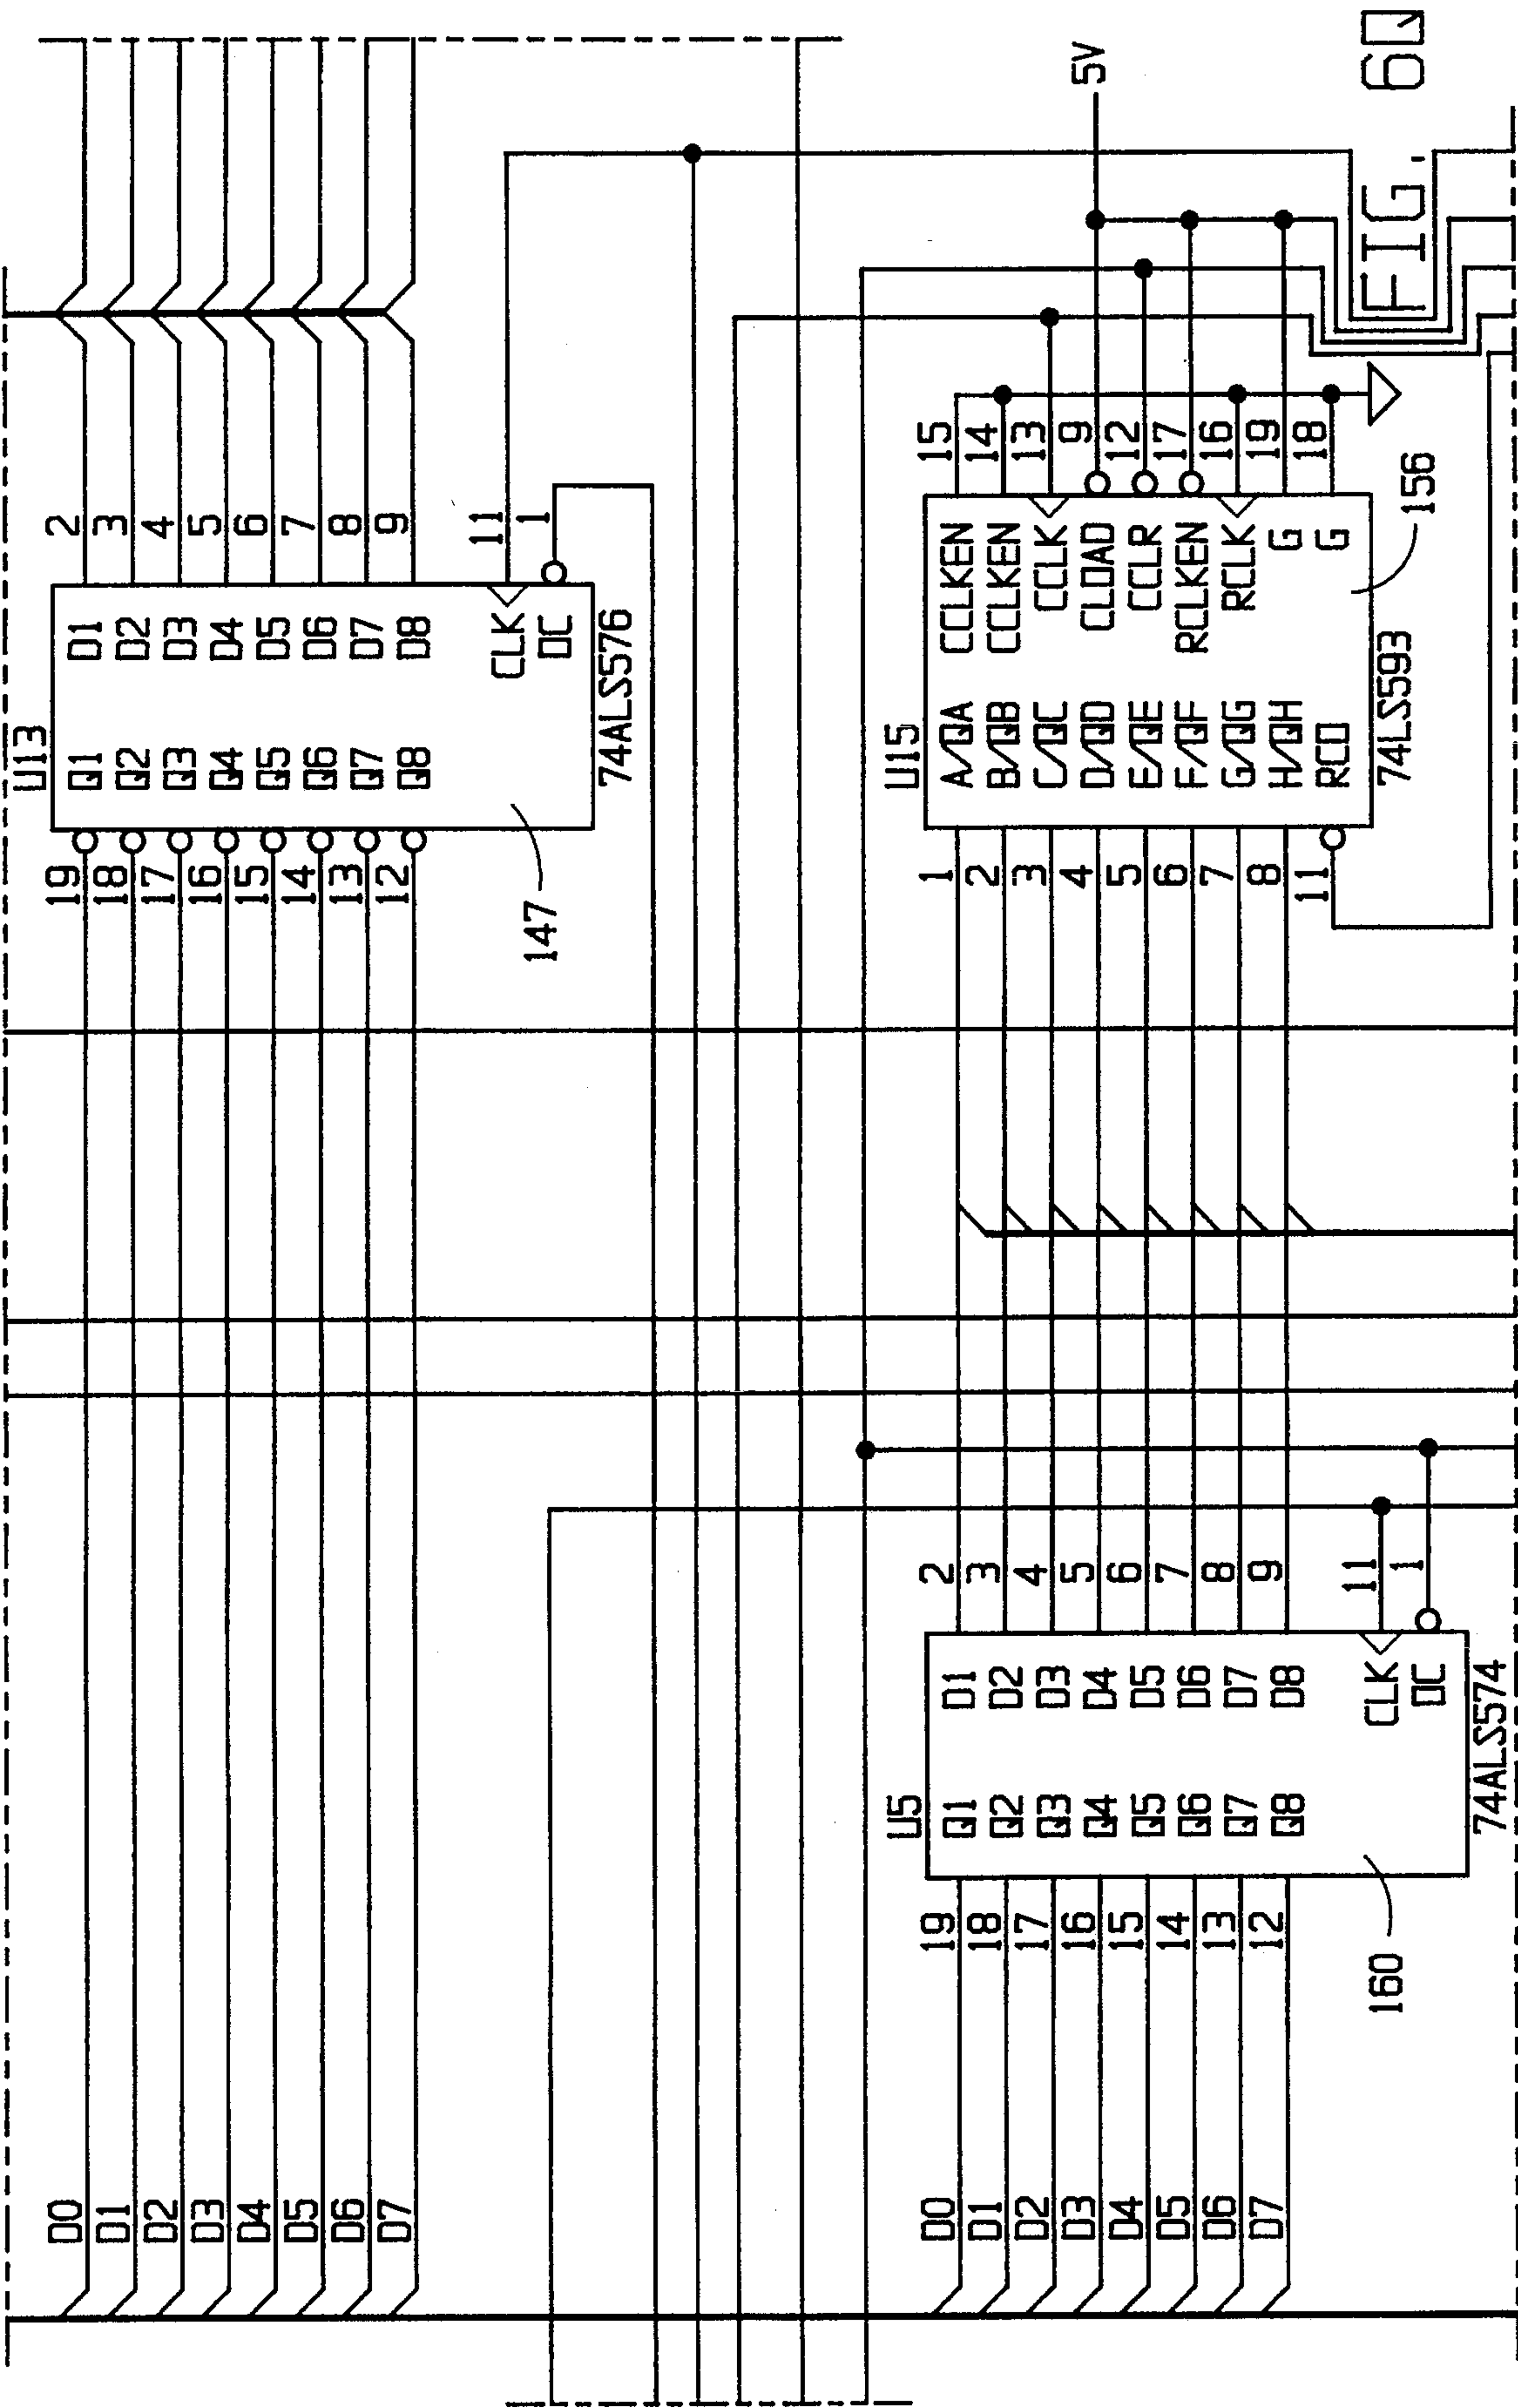 U13
19 Q1 D1 2
18 Q2 D2 3
17 Q3 D3 4
16 Q4 D4 5
15 Q5 D5 6
14 Q6 D6 7
13 Q7 D7 8
12 Q8 D8 9
CLK 11
OC 1
74ALS576
147
D0
D1
D2
D3
D4
D5
D6
D7
5V
U15
1 A/QA CCLKEN 15
2 B/QB CCLKEN 14
3 C/QC CCLK 13
4 D/QD CLOAD 9
5 E/QE CCLR 12
6 F/QF RCLKEN 17
7 G/QG RCLK 16
8 H/QH G 19
11 RCO G 18
74LS593
156
U5
D0 19 Q1 D1 2
D1 18 Q2 D2 3
D2 17 Q3 D3 4
D3 16 Q4 D4 5
D4 15 Q5 D5 6
D5 14 Q6 D6 7
D6 13 Q7 D7 8
D7 12 Q8 D8 9
CLK 11
OC 1
74ALS574
160
FIG. 6Q